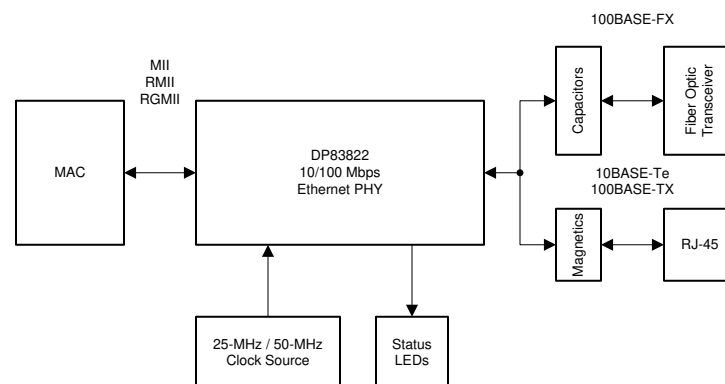 100BASE-FX
MII
RMII
RGMII
Capacitors
Fiber Optic
Transceiver
MAC
DP83822
10/100 Mbps
Ethernet PHY
10BASE-Te
100BASE-TX
Magnetics
RJ-45
25-MHz / 50-MHz
Clock Source
Status
LEDs